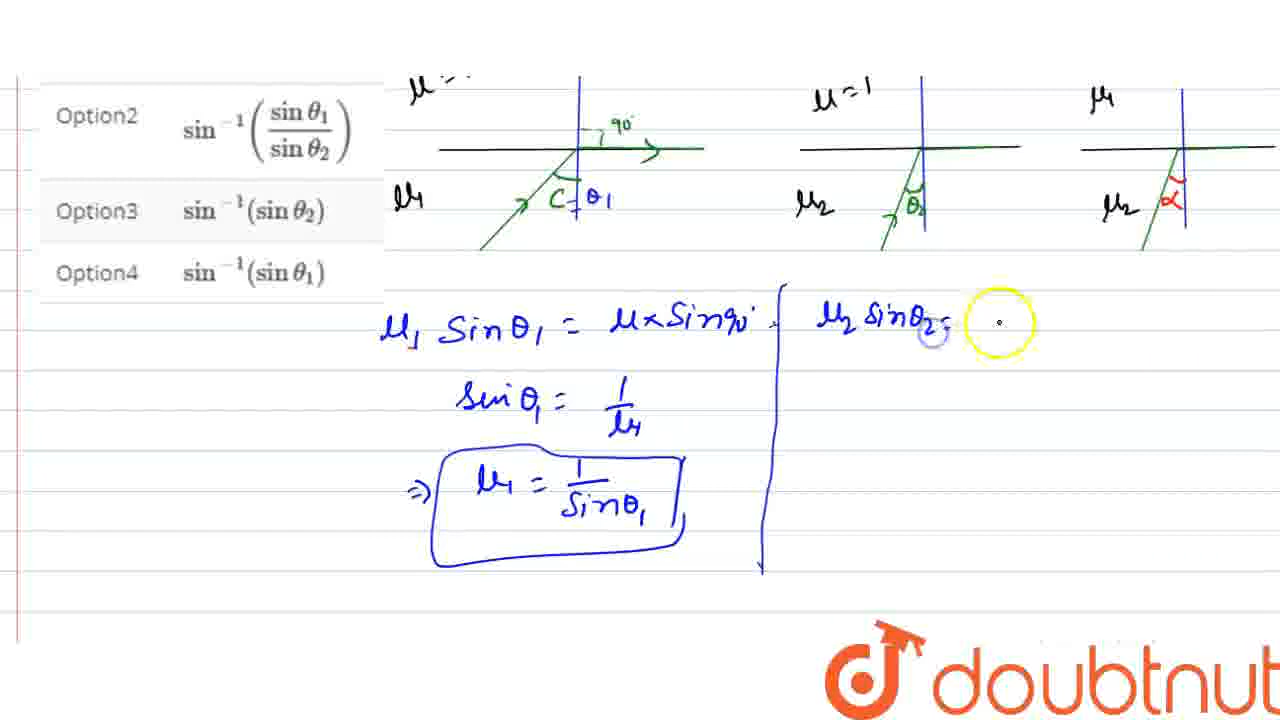 Option2 sin⁻¹(sin θ₁ / sin θ₂)
Option3 sin⁻¹(sin θ₂)
Option4 sin⁻¹(sin θ₁)
90°
μ₁
C=θ₁
μ=1
μ₂
θ₂
μ₁
μ₂
α
μ₁ sinθ₁ = μ×sin90°
sinθ₁ = 1/μ₁
⇒ μ₁ = 1/sinθ₁
μ₂ sinθ₂ =
doubtnut